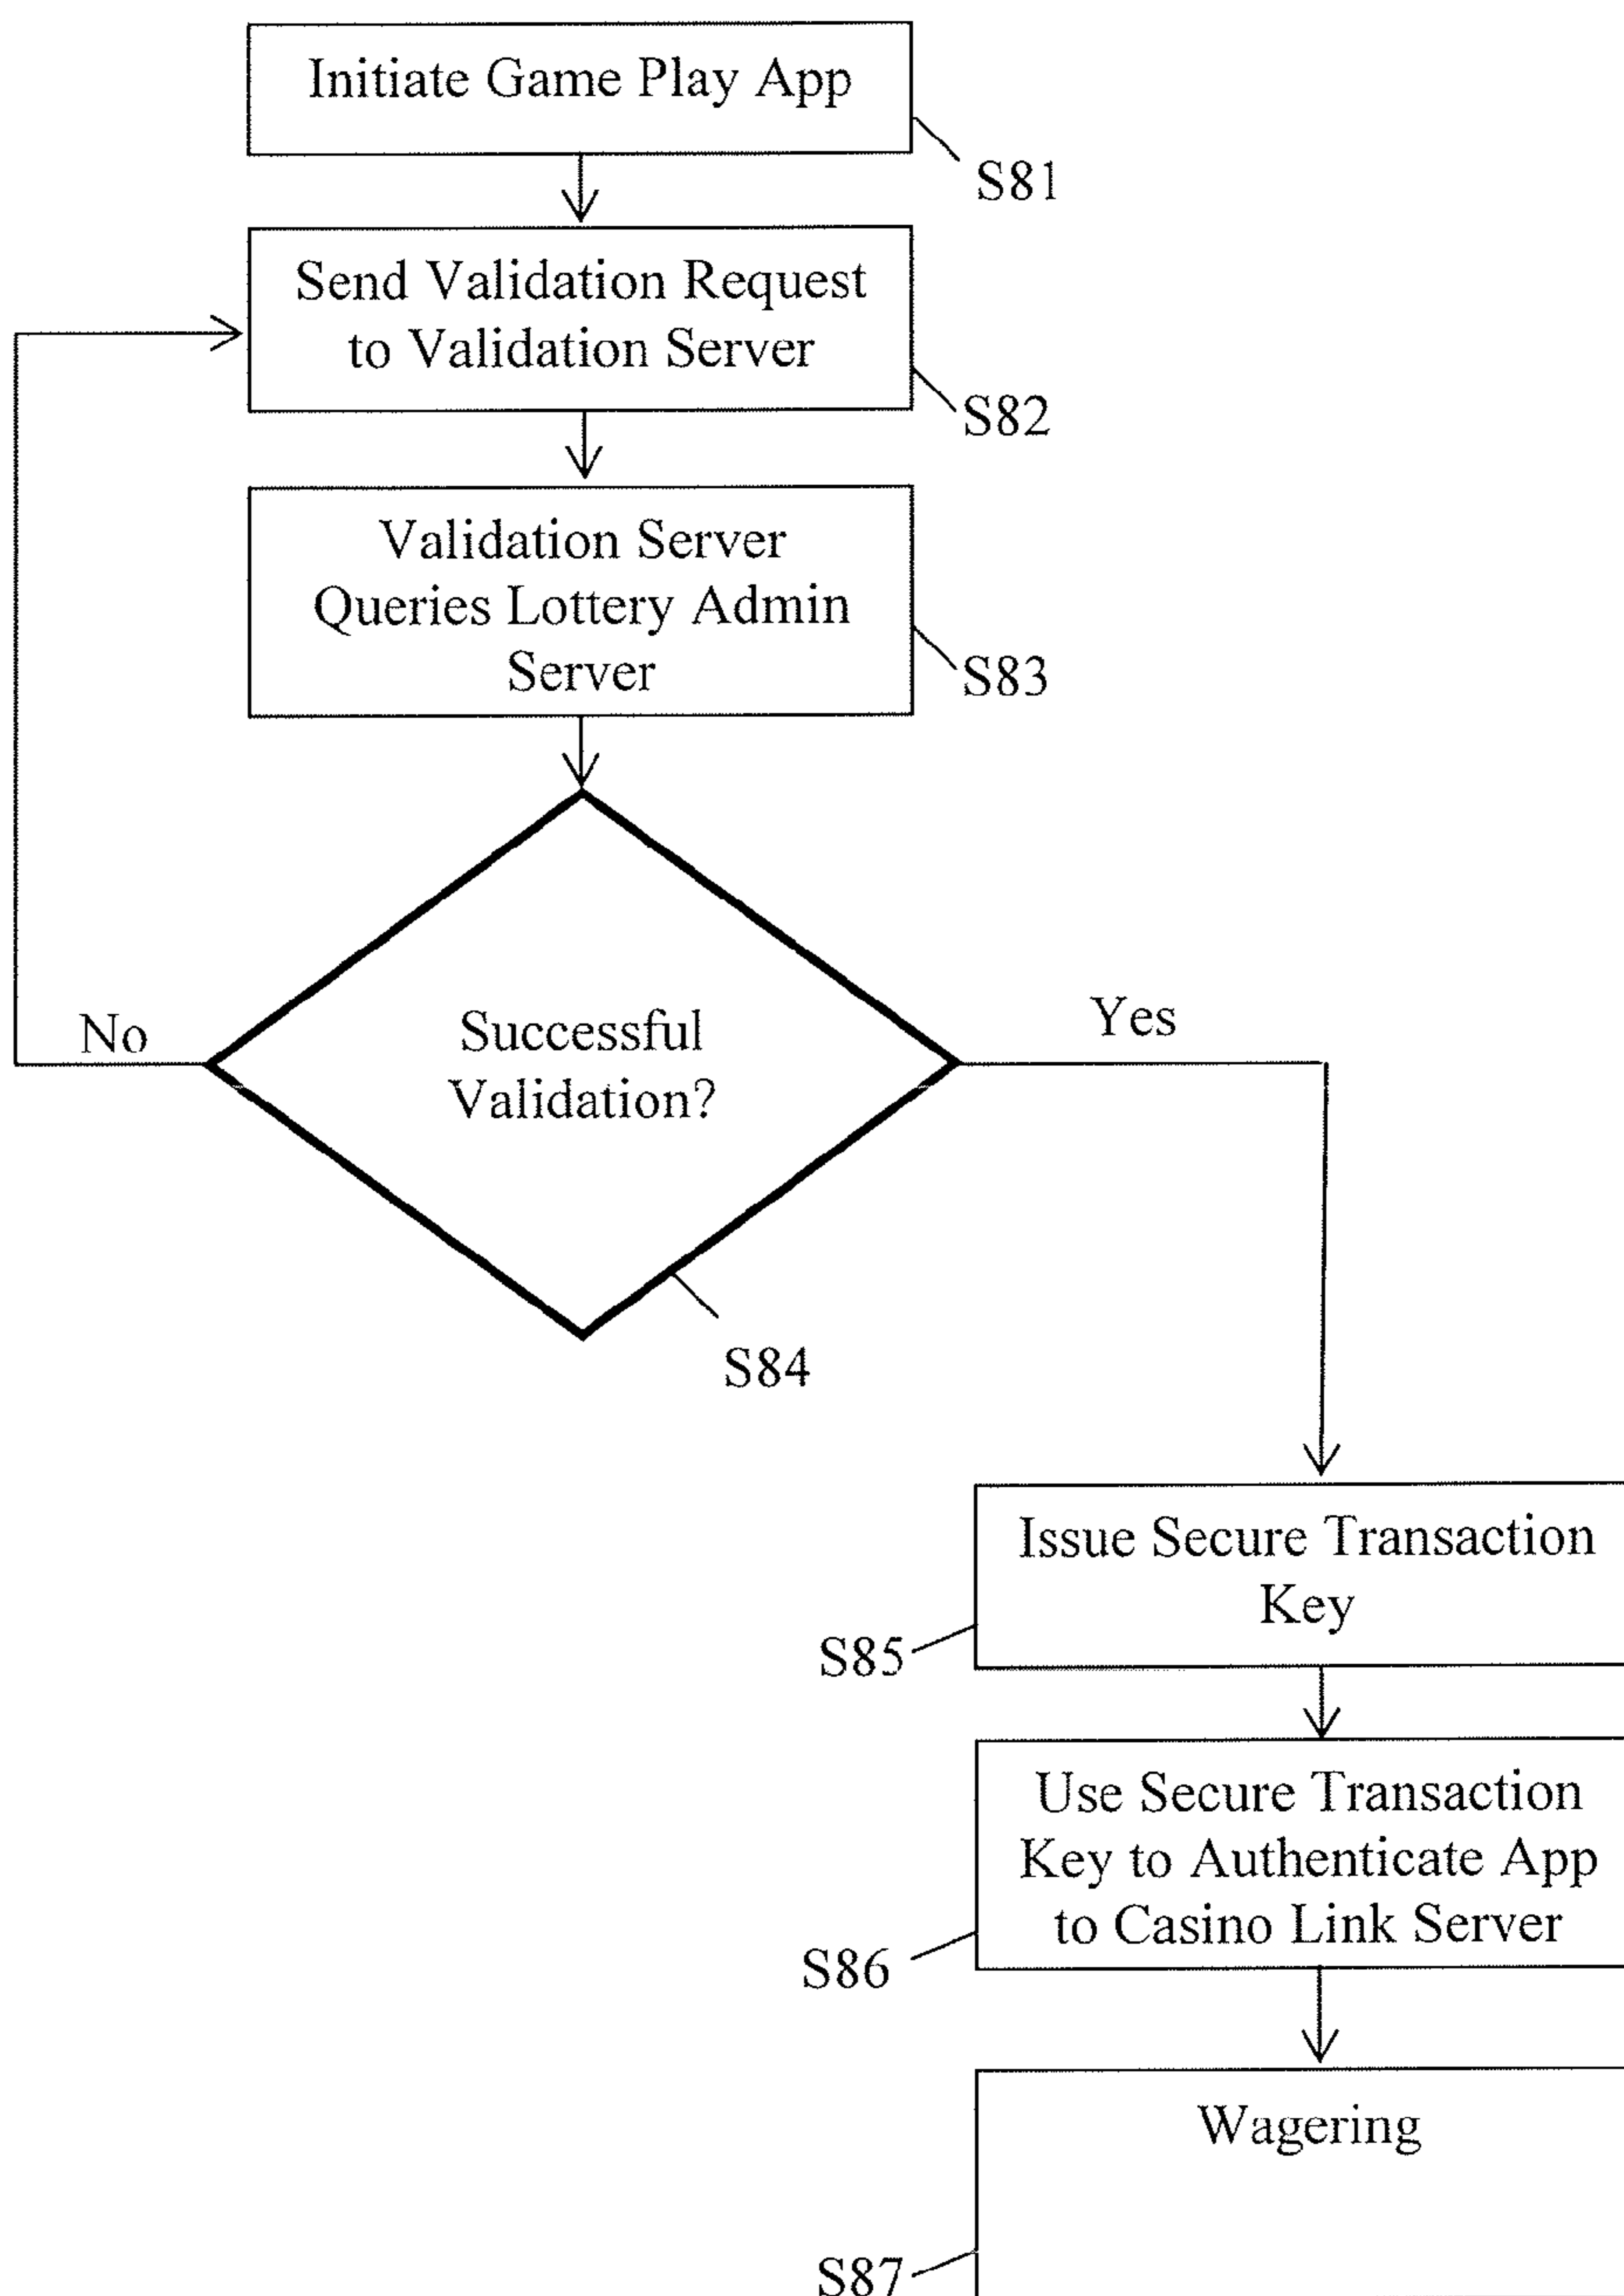 Initiate Game Play App
S81
Send Validation Request
to Validation Server
S82
Validation Server
Queries Lottery Admin
Server
S83
Successful
Validation?
No
Yes
S84
Issue Secure Transaction
Key
S85
Use Secure Transaction
Key to Authenticate App
to Casino Link Server
S86
Wagering
S87